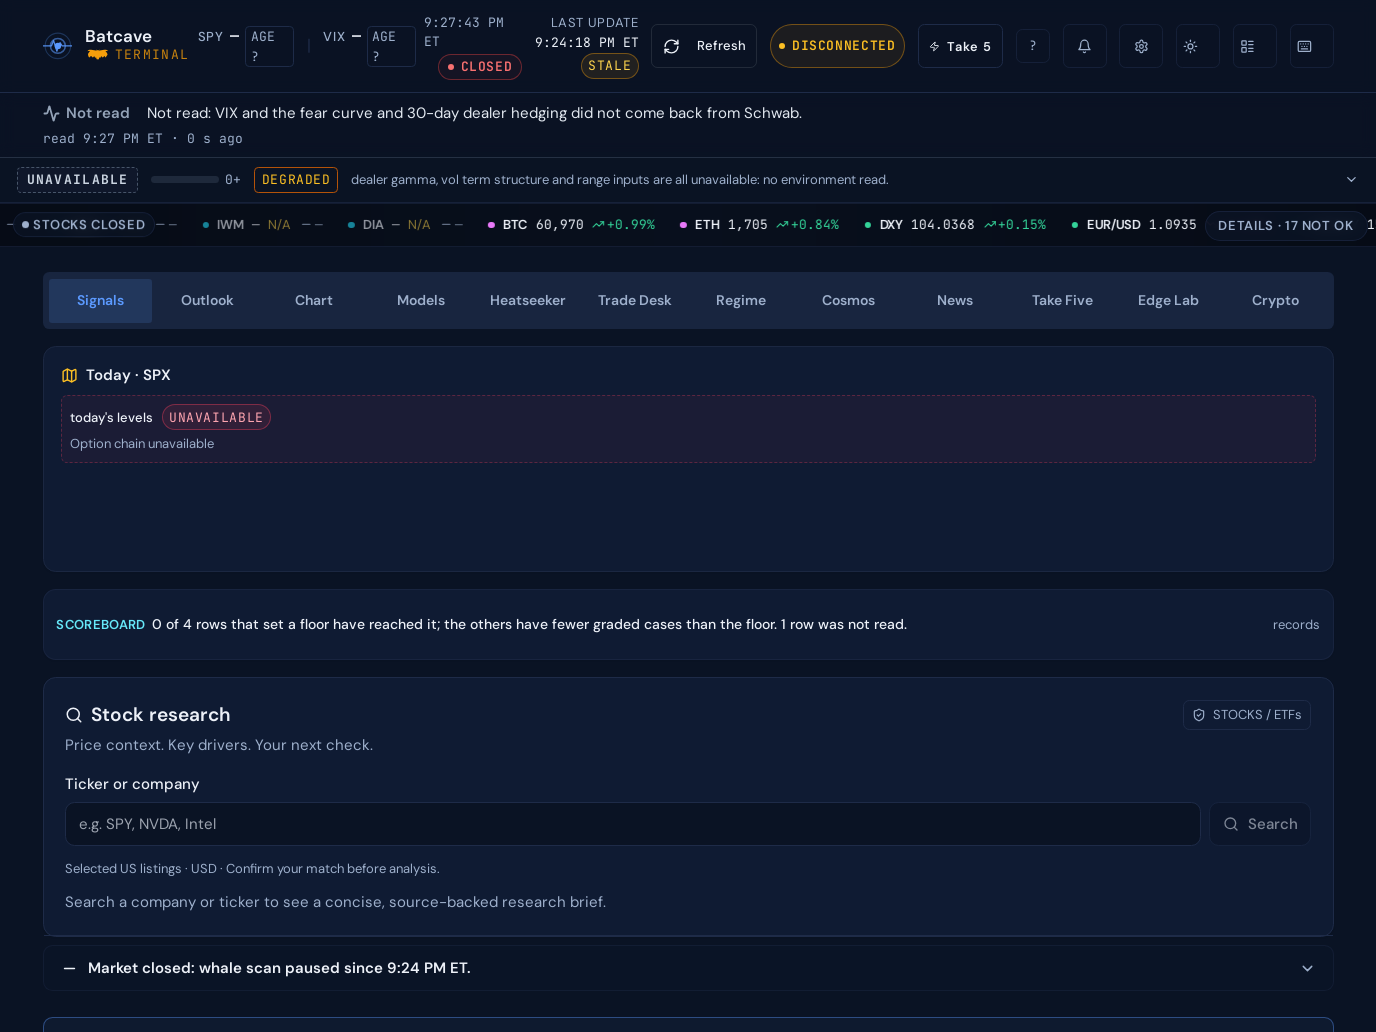 Batcave
TERMINAL
SPY — AGE ?
VIX — AGE ?
9:27:43 PM ET
CLOSED
LAST UPDATE
9:24:18 PM ET
STALE
Refresh
DISCONNECTED
Take 5
?
Not read Not read: VIX and the fear curve and 30-day dealer hedging did not come back from Schwab.
read 9:27 PM ET · 0 s ago
UNAVAILABLE 0+ DEGRADED dealer gamma, vol term structure and range inputs are all unavailable: no environment read.
STOCKS CLOSED —— IWM — N/A —— DIA — N/A —— BTC 60,970 +0.99% ETH 1,705 +0.84% DXY 104.0368 +0.15% EUR/USD 1.0935 DETAILS · 17 NOT OK
Signals Outlook Chart Models Heatseeker Trade Desk Regime Cosmos News Take Five Edge Lab Crypto
Today · SPX
today's levels UNAVAILABLE
Option chain unavailable
SCOREBOARD 0 of 4 rows that set a floor have reached it; the others have fewer graded cases than the floor. 1 row was not read. records
Stock research
STOCKS / ETFs
Price context. Key drivers. Your next check.
Ticker or company
e.g. SPY, NVDA, Intel
Search
Selected US listings · USD · Confirm your match before analysis.
Search a company or ticker to see a concise, source-backed research brief.
— Market closed: whale scan paused since 9:24 PM ET.